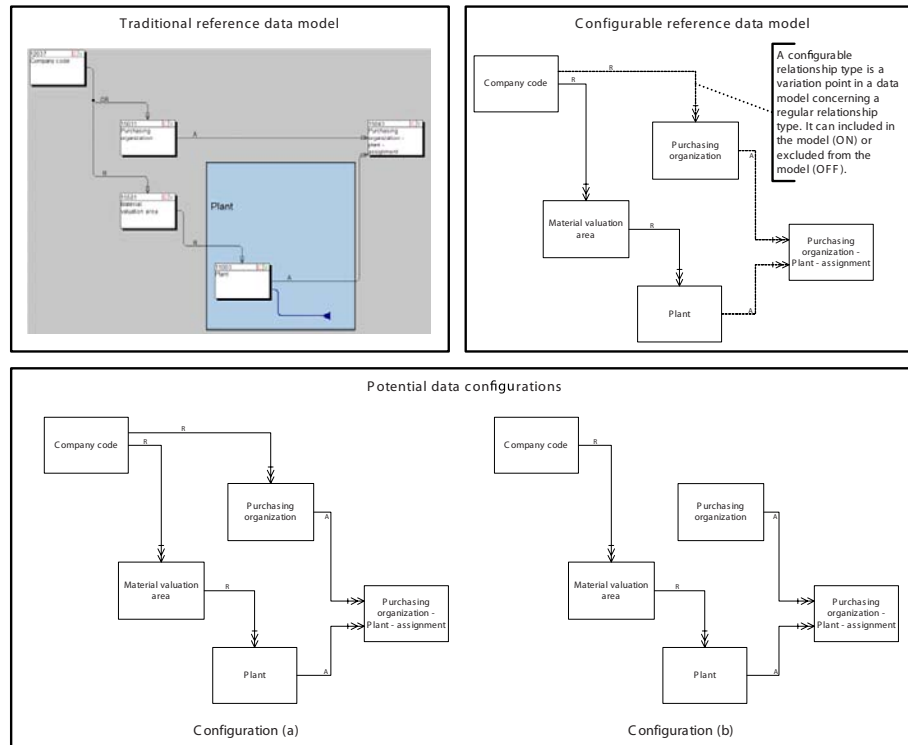 Traditional reference data model
Company code
CR
Purchasing
organization
A
Purchasing
organization -
plant -
assignment
R
Material
valuation area
Plant
R
Plant
A
Configurable reference data model
Company code
R
R
A configurable
relationship type is a
variation point in a data
model concerning a
regular relationship
type. It can included in
the model (ON) or
excluded from the
model (OFF).
Purchasing
organization
A
Material valuation
area
R
Purchasing
organization -
Plant - assignment
Plant
A
Potential data configurations
Company code
R
R
Purchasing
organization
A
Material valuation
area
R
Purchasing
organization -
Plant - assignment
Plant
A
Configuration (a)
Company code
R
Purchasing
organization
A
Material valuation
area
R
Purchasing
organization -
Plant - assignment
Plant
A
Configuration (b)